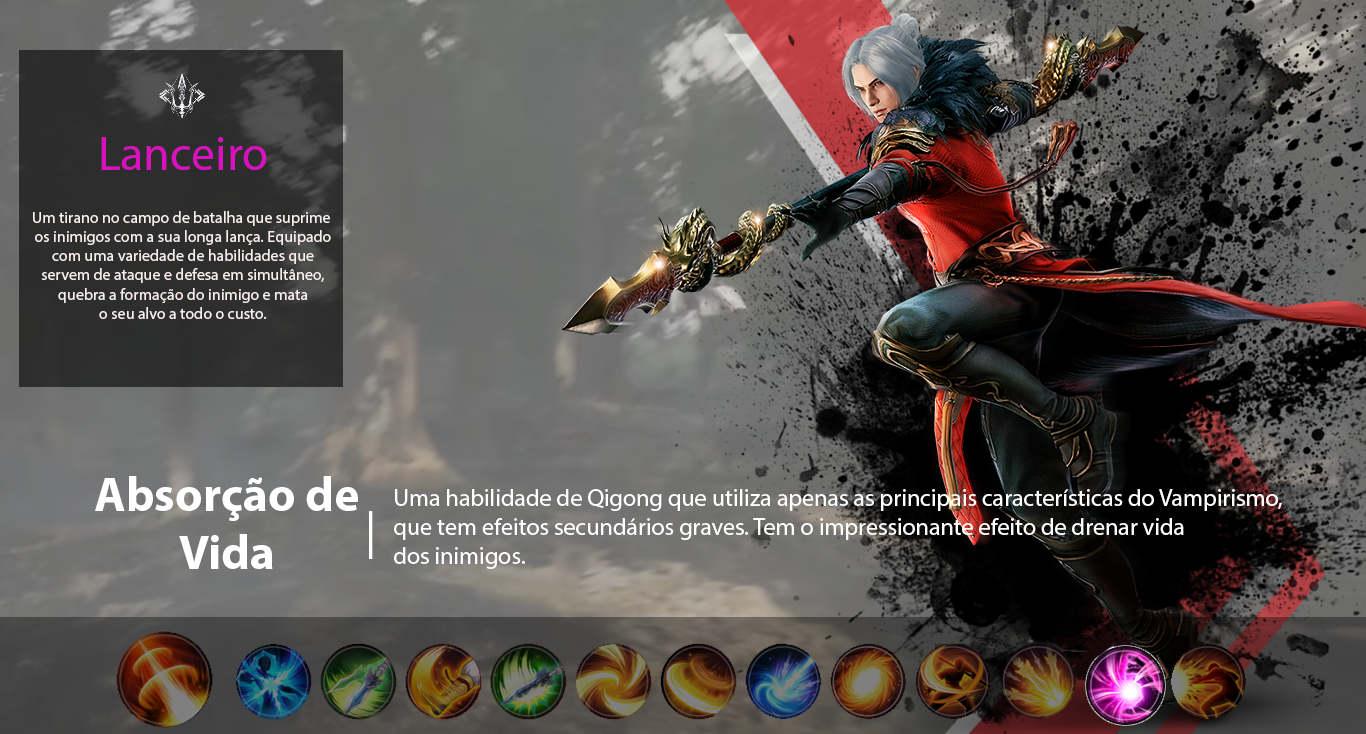 Lanceiro
Um tirano no campo de batalha que suprime
os inimigos com a sua longa lança. Equipado
com uma variedade de habilidades que
servem de ataque e defesa em simultâneo,
quebra a formação do inimigo e mata
o seu alvo a todo o custo.
Absorção de
Vida
Uma habilidade de Qigong que utiliza apenas as principais características do Vampirismo,
que tem efeitos secundários graves. Tem o impressionante efeito de drenar vida
dos inimigos.